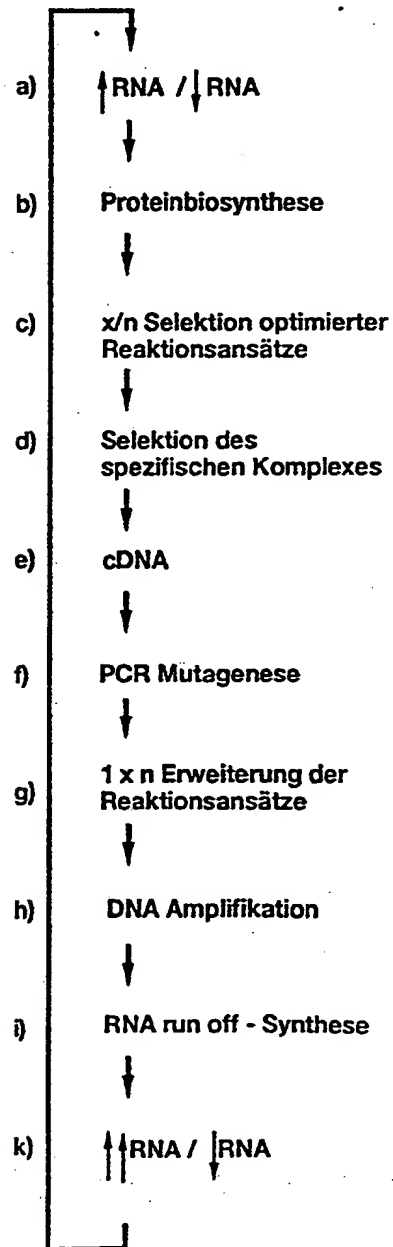 a) ↑RNA / ↓RNA
b) Proteinbiosynthese
c) x/n Selektion optimierter
Reaktionsansätze
d) Selektion des
spezifischen Komplexes
e) cDNA
f) PCR Mutagenese
g) 1 x n Erweiterung der
Reaktionsansätze
h) DNA Amplifikation
i) RNA run off - Synthese
k) ↑↑RNA / ↓RNA